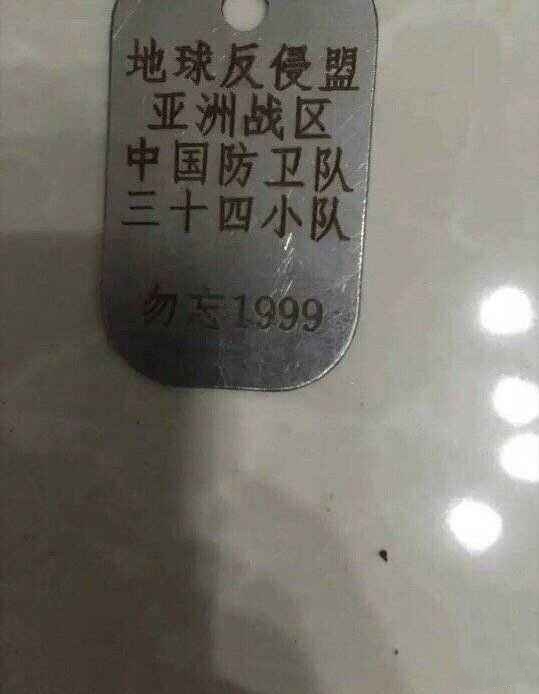 地球反侵盟
亚洲战区
中国防卫队
三十四小队
勿忘1999